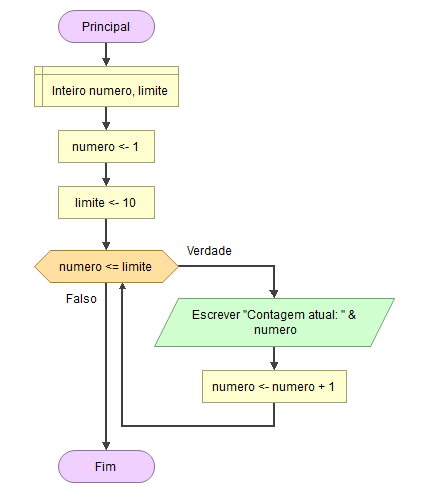 Principal
Inteiro numero, limite
numero <- 1
limite <- 10
numero <= limite
Verdade
Falso
Escrever "Contagem atual: " &
numero
numero <- numero + 1
Fim